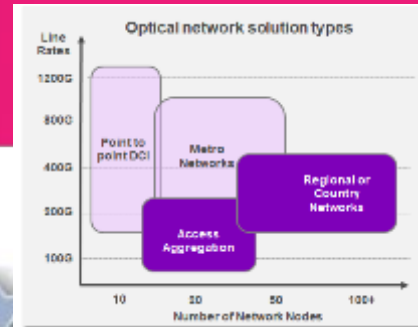 Optical network solution types
Line
Rates
1200G
800G
400G
200G
100G
Point to
point DCI
Metro
Networks
Regional or
Country
Networks
Access
Aggregation
10
20
50
100+
Number of Network Nodes